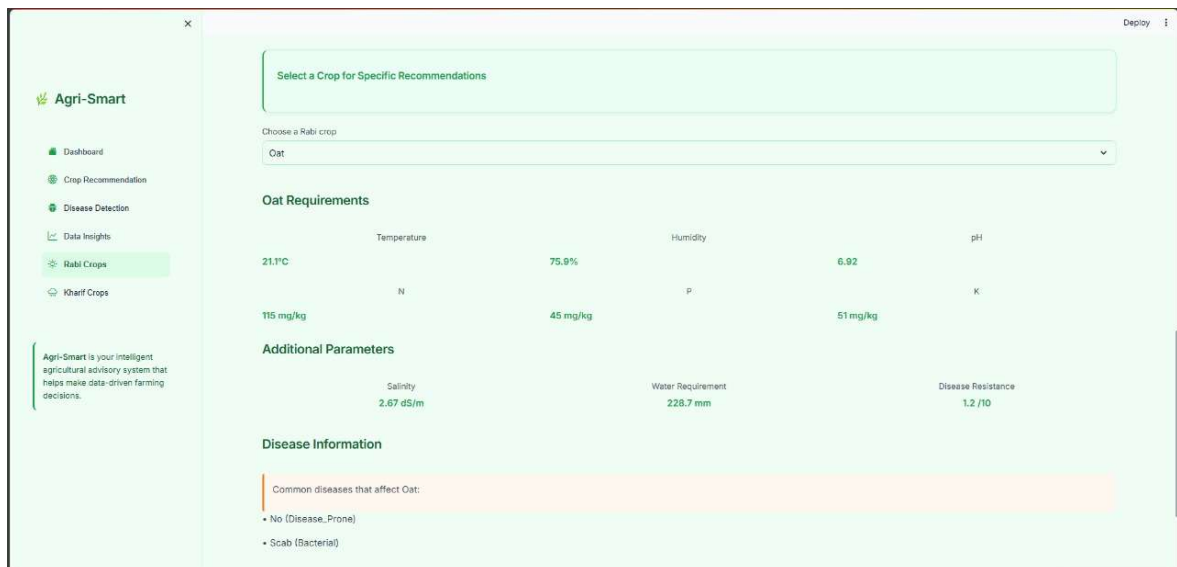 Deploy
Agri-Smart
Dashboard
Crop Recommendation
Disease Detection
Data Insights
Rabi Crops
Kharif Crops
Agri-Smart is your intelligent
agricultural advisory system that
helps make data-driven farming
decisions.
Select a Crop for Specific Recommendations
Choose a Rabi crop
Oat
Oat Requirements
Temperature Humidity pH
21.1°C 75.9% 6.92
N P K
115 mg/kg 45 mg/kg 51 mg/kg
Additional Parameters
Salinity Water Requirement Disease Resistance
2.67 dS/m 228.7 mm 1.2 /10
Disease Information
Common diseases that affect Oat:
• No (Disease_Prone)
• Scab (Bacterial)